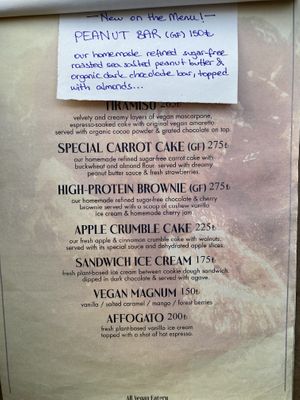 — New on the Menu! —
PEANUT BAR (GF) 150₺
our homemade refined sugar-free
roasted sea salted peanut butter &
organic dark chocolate bar, topped
with almonds...
TIRAMISU
velvety and creamy layers of vegan mascarpone,
espresso-soaked cake with original vegan amaretto
served with organic cocoa powder & grated chocolate on top.
SPECIAL CARROT CAKE (GF) 275₺
our homemade refined sugar-free carrot cake with
buckwheat and almond flour. served with dreamy
peanut butter sauce & fresh strawberries.
HIGH-PROTEIN BROWNIE (GF) 275₺
our homemade refined sugar-free chocolate & cherry
brownie served with a scoop of cashew vanilla
ice cream & homemade cherry jam
APPLE CRUMBLE CAKE 225₺
our fresh apple & cinnamon crumble cake with walnuts,
served with its special sauce and dehydrated apple slices.
SANDWICH ICE CREAM 175₺
fresh plant-based ice cream between cookie dough sandwich.
dipped in dark chocolate & served with agave.
VEGAN MAGNUM 150₺
vanilla / salted caramel / mango / forest berries
AFFOGATO 200₺
fresh plant-based vanilla ice cream
topped with a shot of hot espresso.
All Vegan Eatery